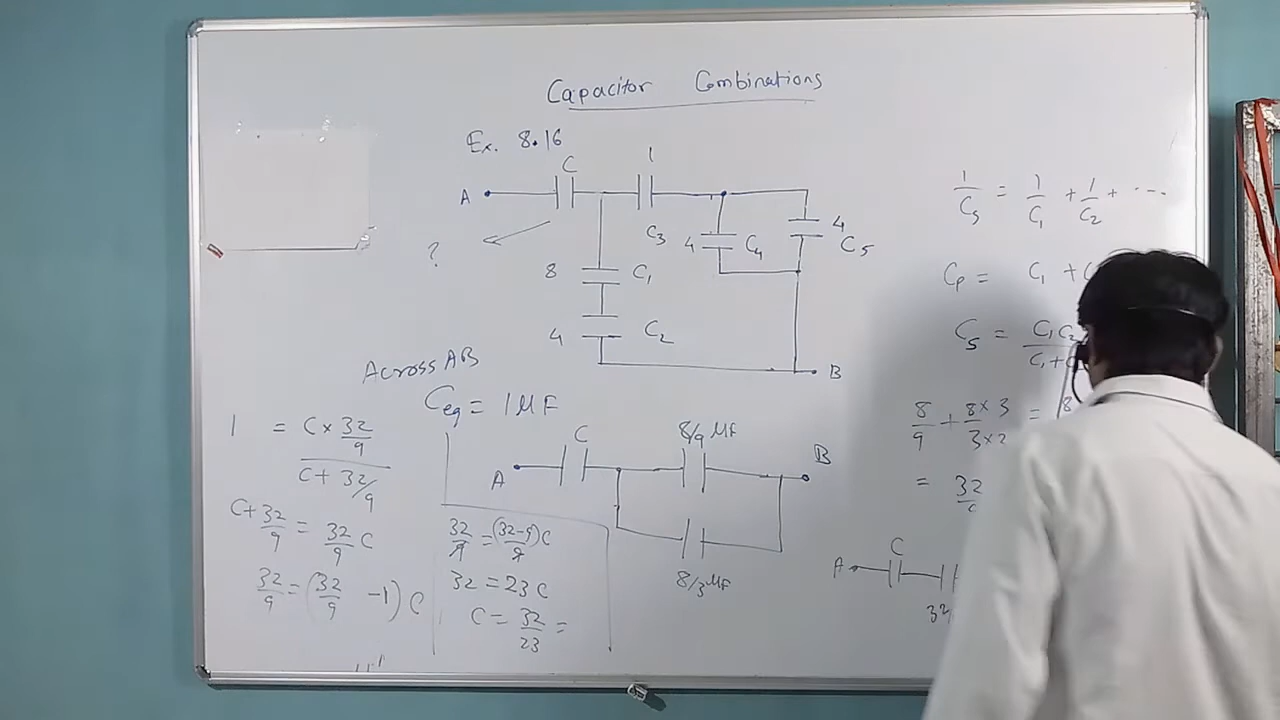 Capacitor Combinations
Ex. 8.16
A
C
1
?
8 C₁
4 C₂
C₃
4 C₄
4 C₅
B
Across AB
Ceq = 1 μF
1 = C × 32/9
C + 32/9
C + 32/9 = 32/9 C
32/9 = (32/9 - 1) C
32/9 = (32-9)C/9
32 = 23 C
C = 32/23 =
A
C
8/9 μF
B
8/3 μF
1/Cs = 1/C₁ + 1/C₂ + ...
Cp = C₁ +
Cs = C₁C₂
8/9 + 8×3/3×
= 32
A
C